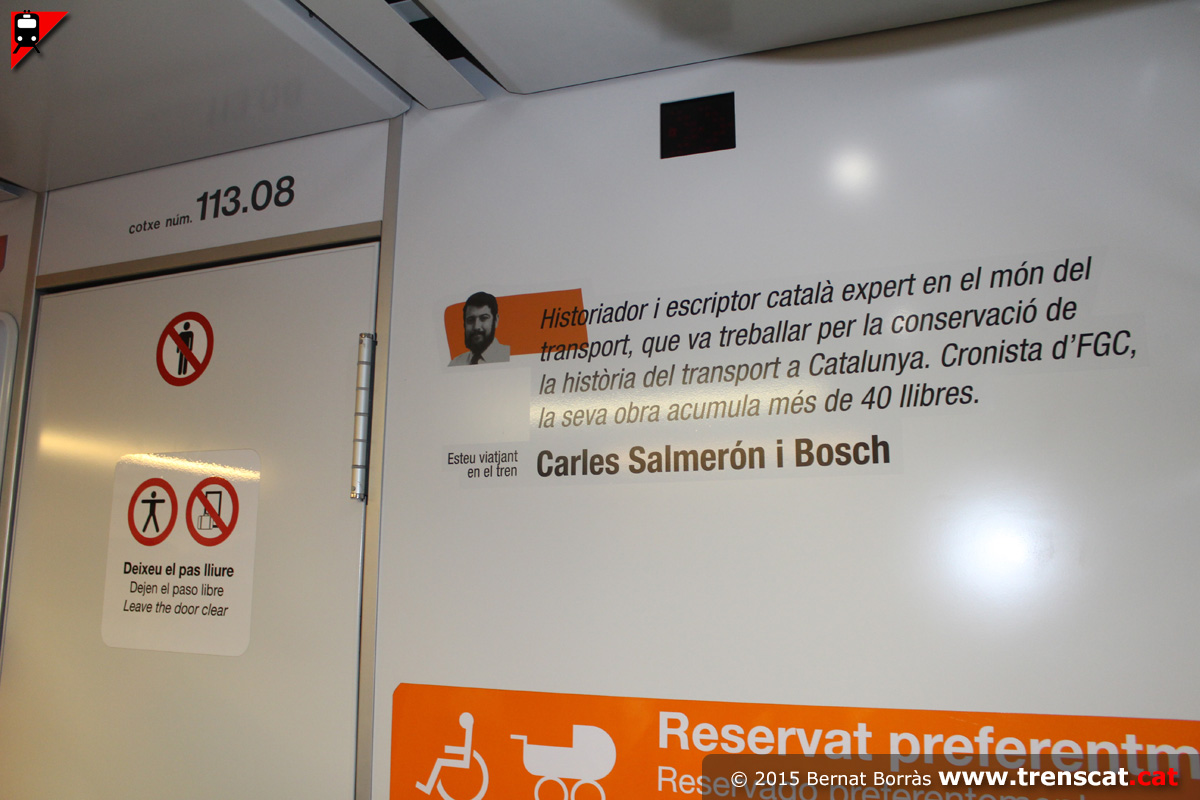 cotxe núm. 113.08
Historiador i escriptor català expert en el món del
transport, que va treballar per la conservació de
la història del transport a Catalunya. Cronista d'FGC,
la seva obra acumula més de 40 llibres.
Esteu viatjant
en el tren
Carles Salmerón i Bosch
Deixeu el pas lliure
Dejen el paso libre
Leave the door clear
Reservat preferentm
Reservado
© 2015 Bernat Borràs www.trenscat.cat